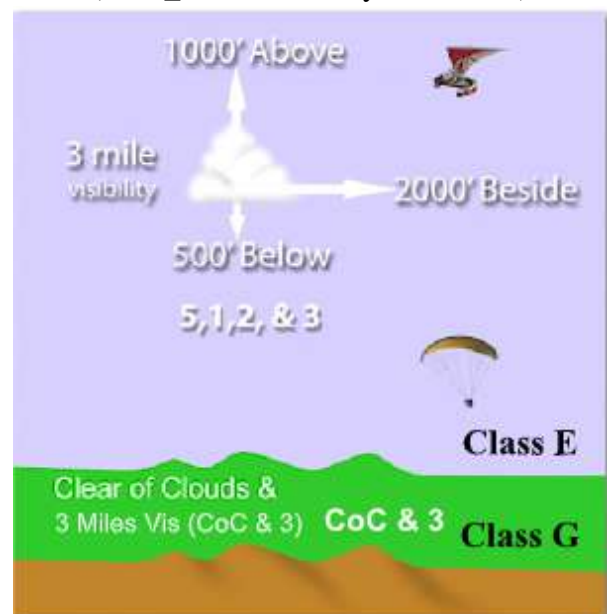 1000' Above
3 mile
visibility
2000' Beside
500' Below
5,1,2, & 3
Class E
Clear of Clouds &
3 Miles Vis (CoC & 3) CoC & 3
Class G